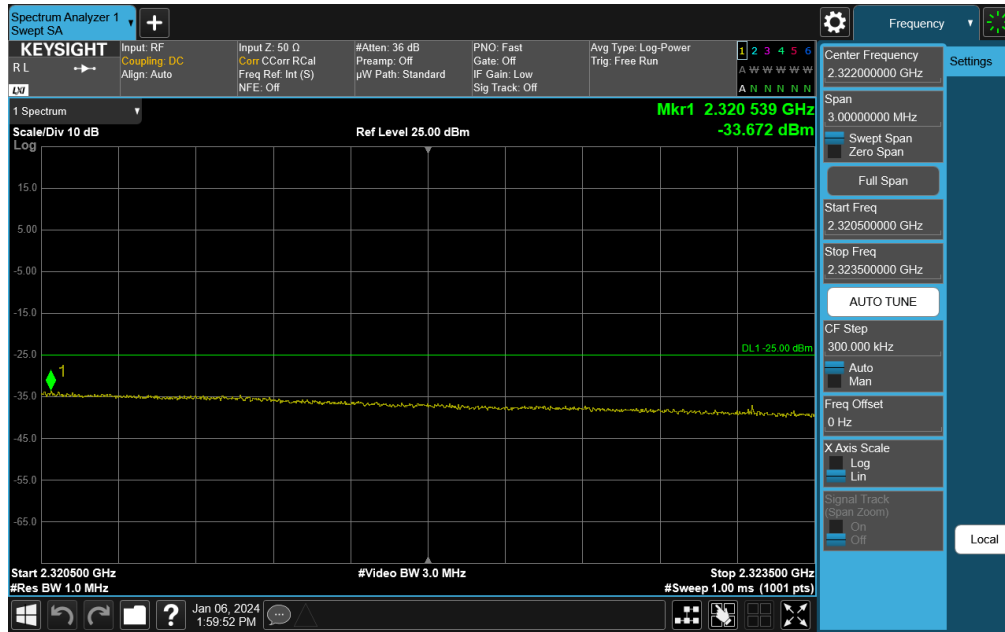 Spectrum Analyzer 1
Swept SA
+
Frequency
KEYSIGHT
R L
LXI
Input: RF
Coupling: DC
Align: Auto
Input Z: 50 Ω
Corr CCorr RCal
Freq Ref: Int (S)
NFE: Off
#Atten: 36 dB
Preamp: Off
µW Path: Standard
PNO: Fast
Gate: Off
IF Gain: Low
Sig Track: Off
Avg Type: Log-Power
Trig: Free Run
1 2 3 4 5 6
A W W W W W
A N N N N N
1 Spectrum
Scale/Div 10 dB
Log
Ref Level 25.00 dBm
Mkr1 2.320 539 GHz
-33.672 dBm
15.0
5.00
-5.00
-15.0
-25.0
-35.0
-45.0
-55.0
-65.0
DL1 -25.00 dBm
1
Start 2.320500 GHz
#Res BW 1.0 MHz
#Video BW 3.0 MHz
Stop 2.323500 GHz
#Sweep 1.00 ms (1001 pts)
Center Frequency
2.322000000 GHz
Span
3.00000000 MHz
Swept Span
Zero Span
Full Span
Start Freq
2.320500000 GHz
Stop Freq
2.323500000 GHz
AUTO TUNE
CF Step
300.000 kHz
Auto
Man
Freq Offset
0 Hz
X Axis Scale
Log
Lin
Signal Track
(Span Zoom)
On
Off
Settings
Local
?
Jan 06, 2024
1:59:52 PM